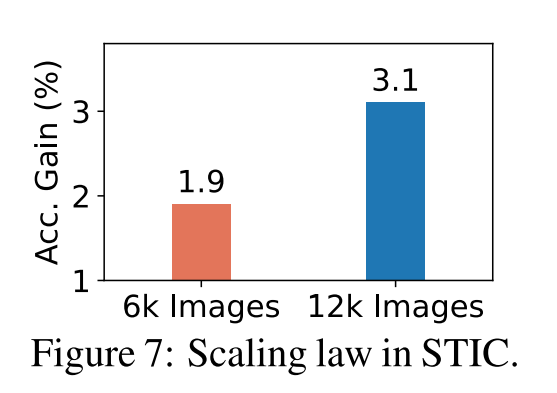 Acc. Gain (%)
3
2
1
1.9
3.1
6k Images
12k Images
Figure 7: Scaling law in STIC.